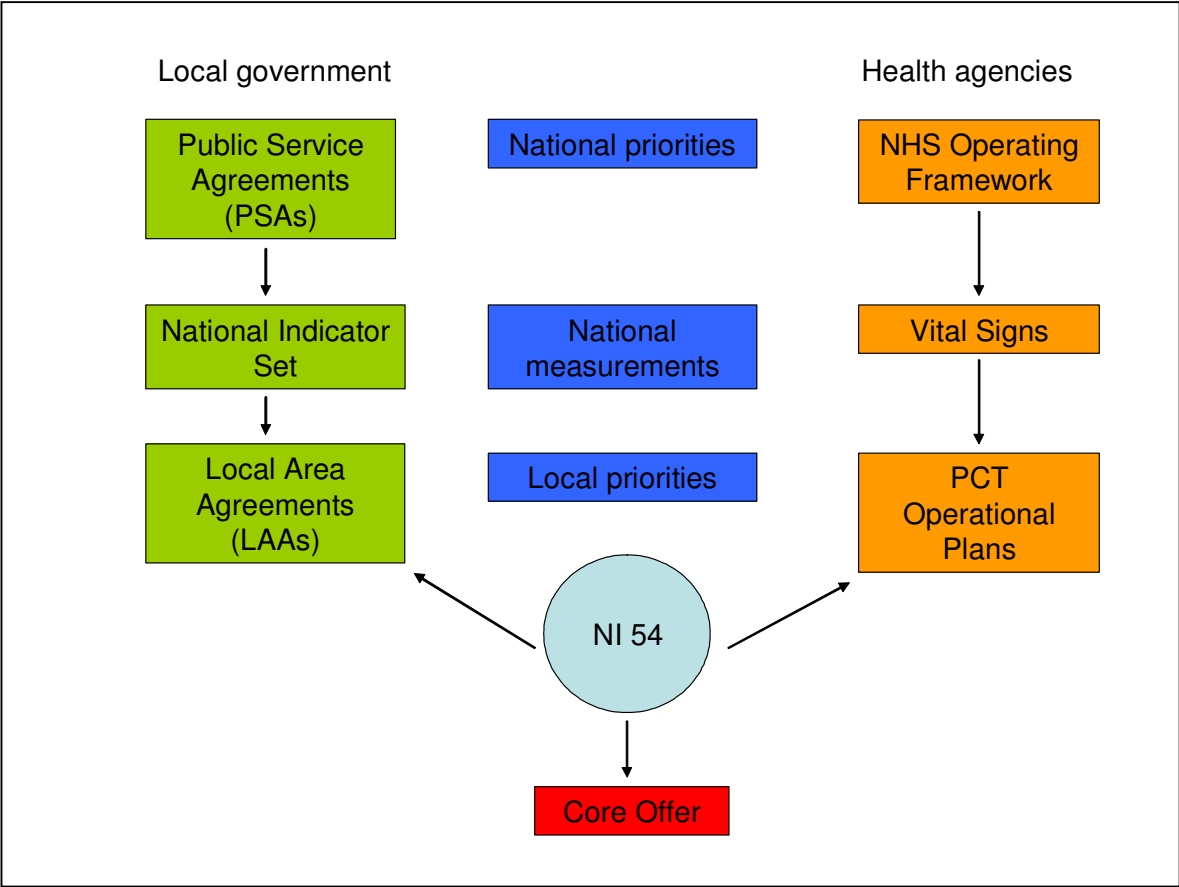 Local government
Health agencies
Public Service
Agreements
(PSAs)
National priorities
NHS Operating
Framework
National Indicator
Set
National
measurements
Vital Signs
Local Area
Agreements
(LAAs)
Local priorities
PCT
Operational
Plans
NI 54
Core Offer